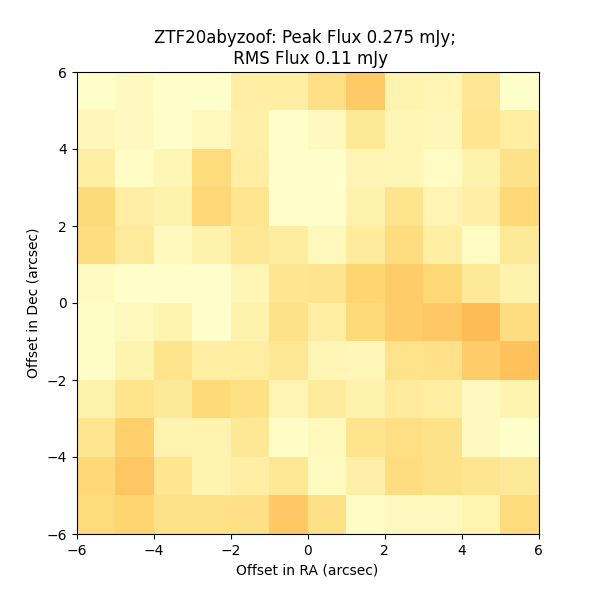 ZTF20abyzoof: Peak Flux 0.275 mJy;
RMS Flux 0.11 mJy
6
4
2
0
−2
−4
−6
Offset in Dec (arcsec)
−6 −4 −2 0 2 4 6
Offset in RA (arcsec)